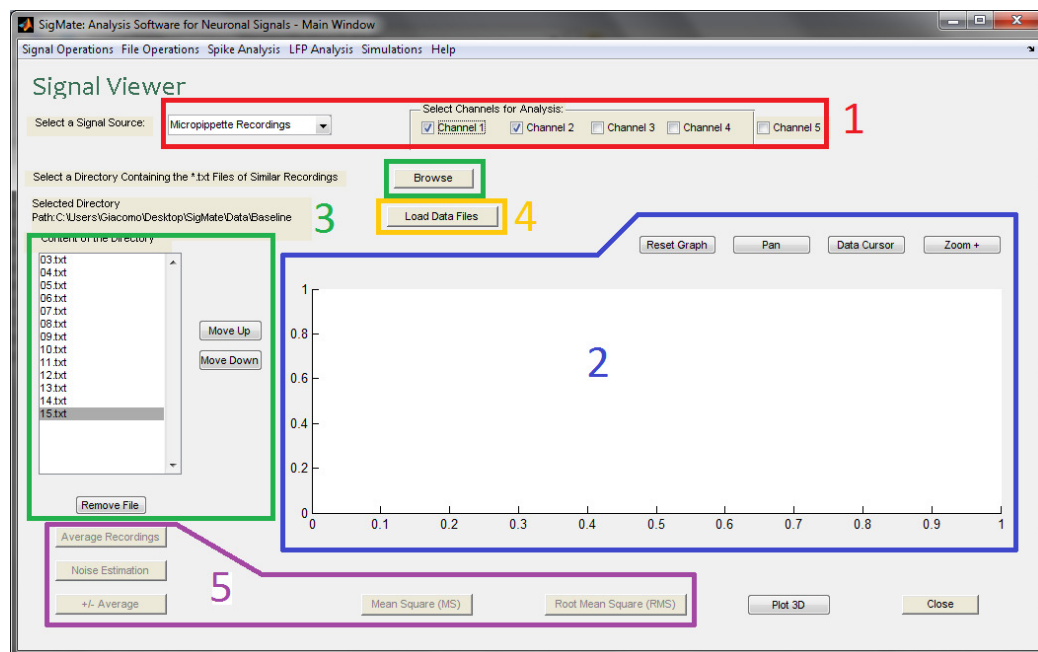 SigMate: Analysis Software for Neuronal Signals - Main Window
Signal Operations File Operations Spike Analysis LFP Analysis Simulations Help
Signal Viewer
Select a Signal Source:
Micropippette Recordings
Select Channels for Analysis:
Channel 1 Channel 2 Channel 3 Channel 4 Channel 5
1
Select a Directory Containing the *.txt Files of Similar Recordings
Browse
Selected Directory
Path:C:\Users\Giacomo\Desktop\SigMate\Data\Baseline
3
Load Data Files
4
Content of the Directory
03.txt
04.txt
05.txt
06.txt
07.txt
08.txt
09.txt
10.txt
11.txt
12.txt
13.txt
14.txt
15.txt
Move Up
Move Down
Remove File
Reset Graph Pan Data Cursor Zoom +
1
0.8
0.6
0.4
0.2
0
2
0 0.1 0.2 0.3 0.4 0.5 0.6 0.7 0.8 0.9 1
Average Recordings
Noise Estimation
+/- Average
5
Mean Square (MS)
Root Mean Square (RMS)
Plot 3D
Close